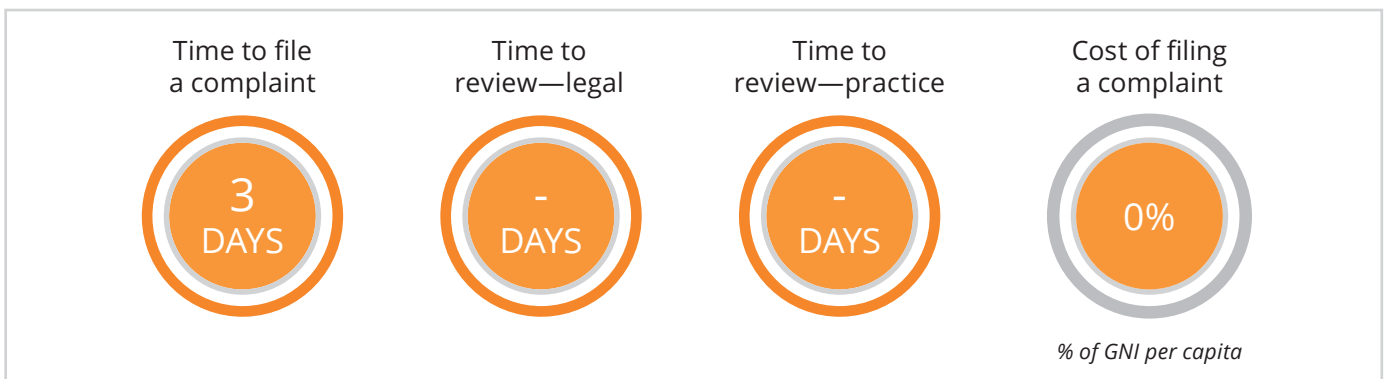 Time to file
a complaint
3
DAYS
Time to
review—legal
-
DAYS
Time to
review—practice
-
DAYS
Cost of filing
a complaint
0%
% of GNI per capita